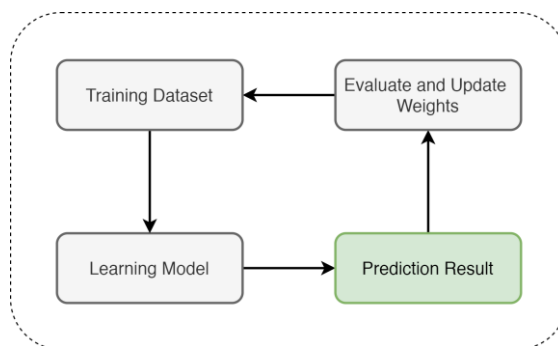 Training Dataset
Evaluate and Update
Weights
Learning Model
Prediction Result